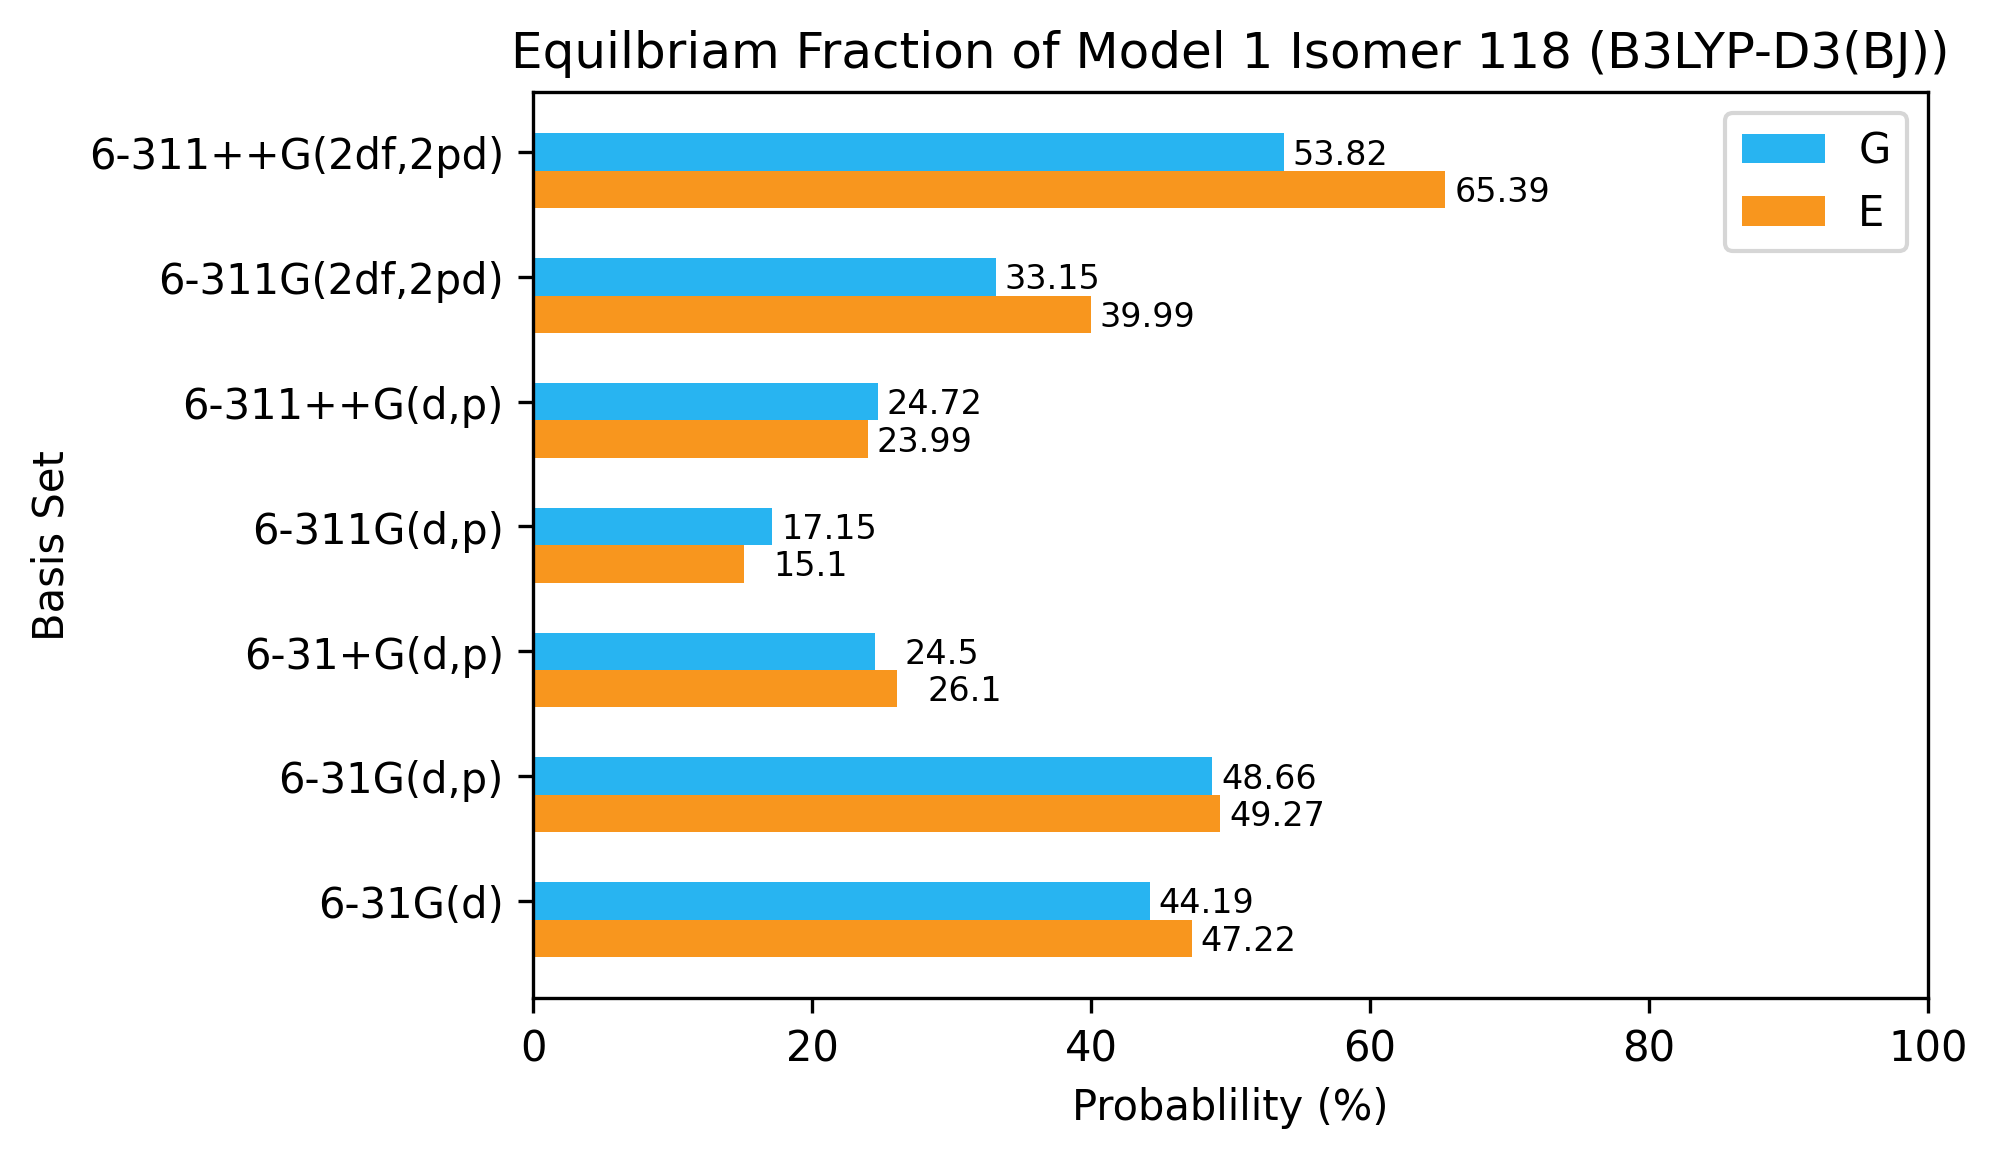 Equilbriam Fraction of Model 1 Isomer 118 (B3LYP-D3(BJ))
G
E
Basis Set
6-311++G(2df,2pd)
53.82
65.39
6-311G(2df,2pd)
33.15
39.99
6-311++G(d,p)
24.72
23.99
6-311G(d,p)
17.15
15.1
6-31+G(d,p)
24.5
26.1
6-31G(d,p)
48.66
49.27
6-31G(d)
44.19
47.22
0 20 40 60 80 100
Probablility (%)